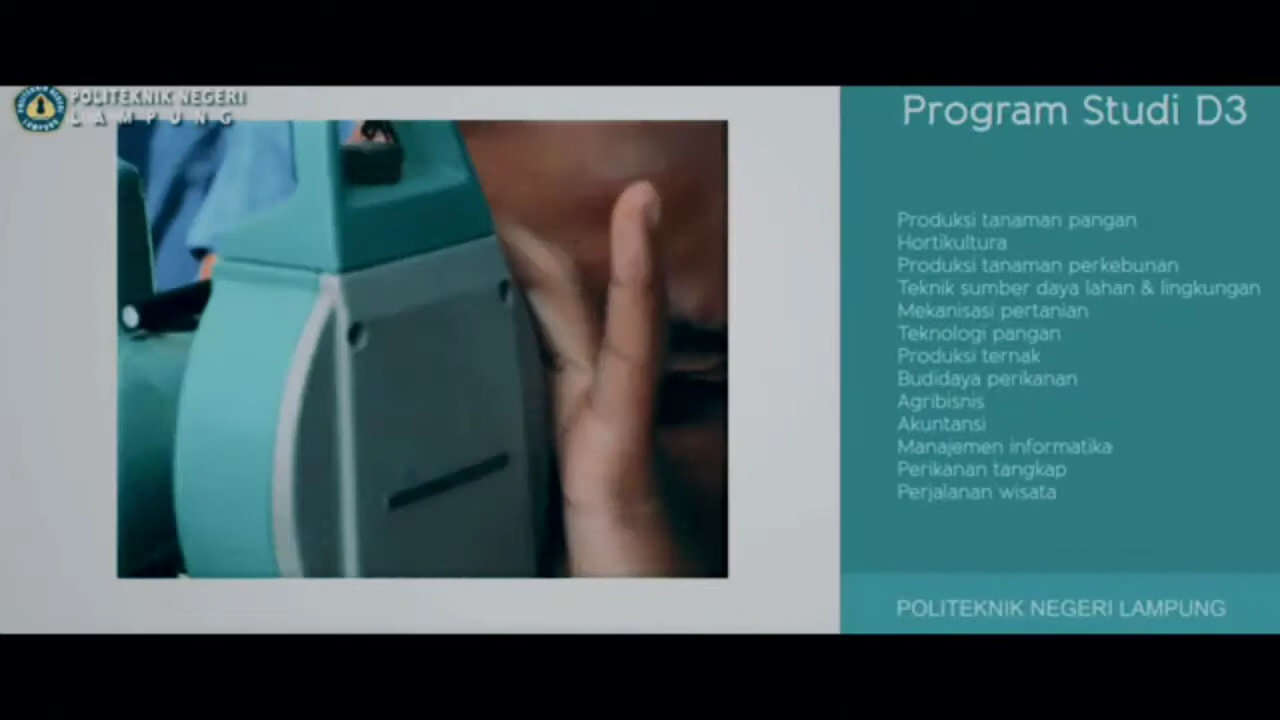 POLITEKNIK NEGERI
LAMPUNG
Program Studi D3
Produksi tanaman pangan
Hortikultura
Produksi tanaman perkebunan
Teknik sumber daya lahan & lingkungan
Mekanisasi pertanian
Teknologi pangan
Produksi ternak
Budidaya perikanan
Agribisnis
Akuntansi
Manajemen informatika
Perikanan tangkap
Perjalanan wisata
POLITEKNIK NEGERI LAMPUNG